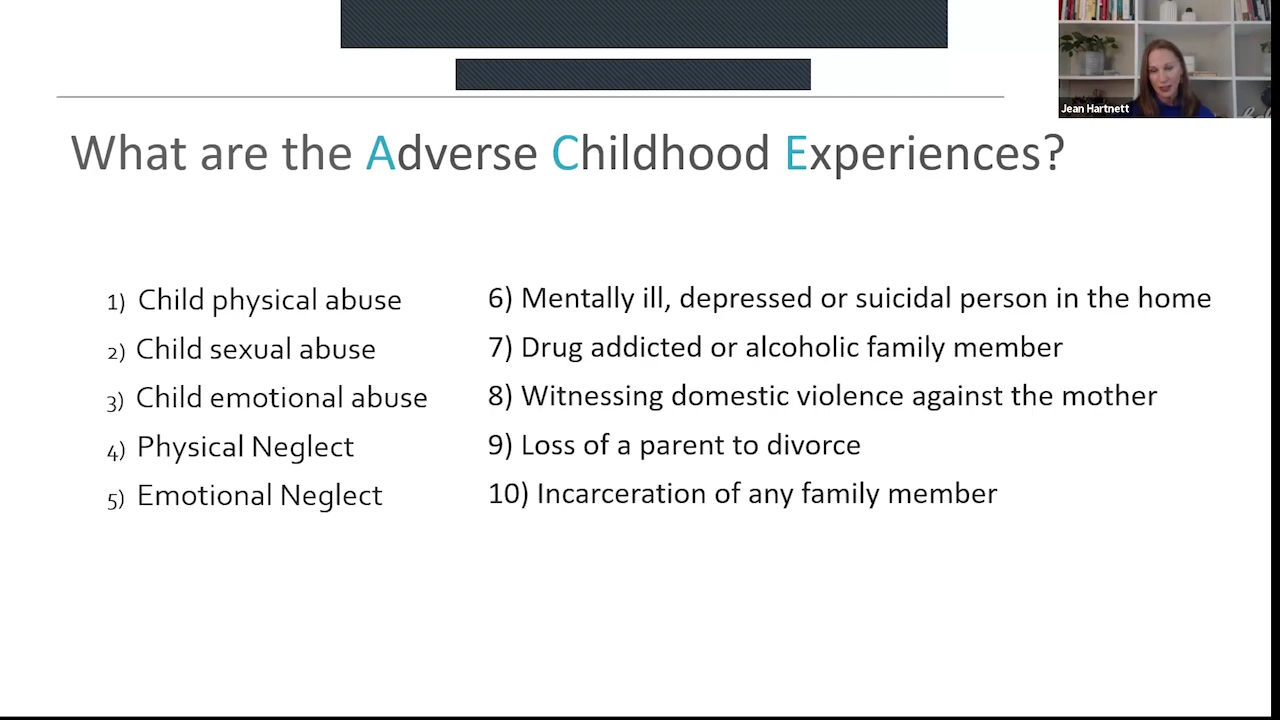 Jean Hartnett
What are the Adverse Childhood Experiences?
1) Child physical abuse
2) Child sexual abuse
3) Child emotional abuse
4) Physical Neglect
5) Emotional Neglect
6) Mentally ill, depressed or suicidal person in the home
7) Drug addicted or alcoholic family member
8) Witnessing domestic violence against the mother
9) Loss of a parent to divorce
10) Incarceration of any family member